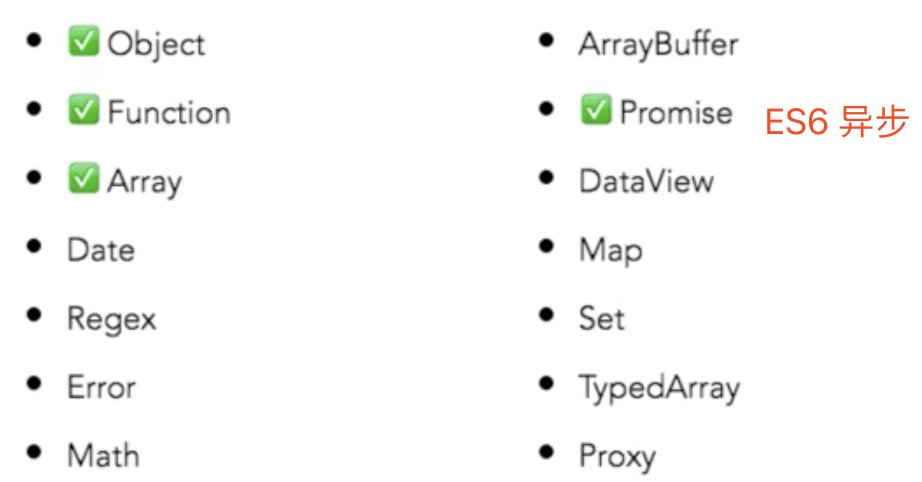 • ✅ Object
• ✅ Function
• ✅ Array
• Date
• Regex
• Error
• Math
• ArrayBuffer
• ✅ Promise ES6 异步
• DataView
• Map
• Set
• TypedArray
• Proxy